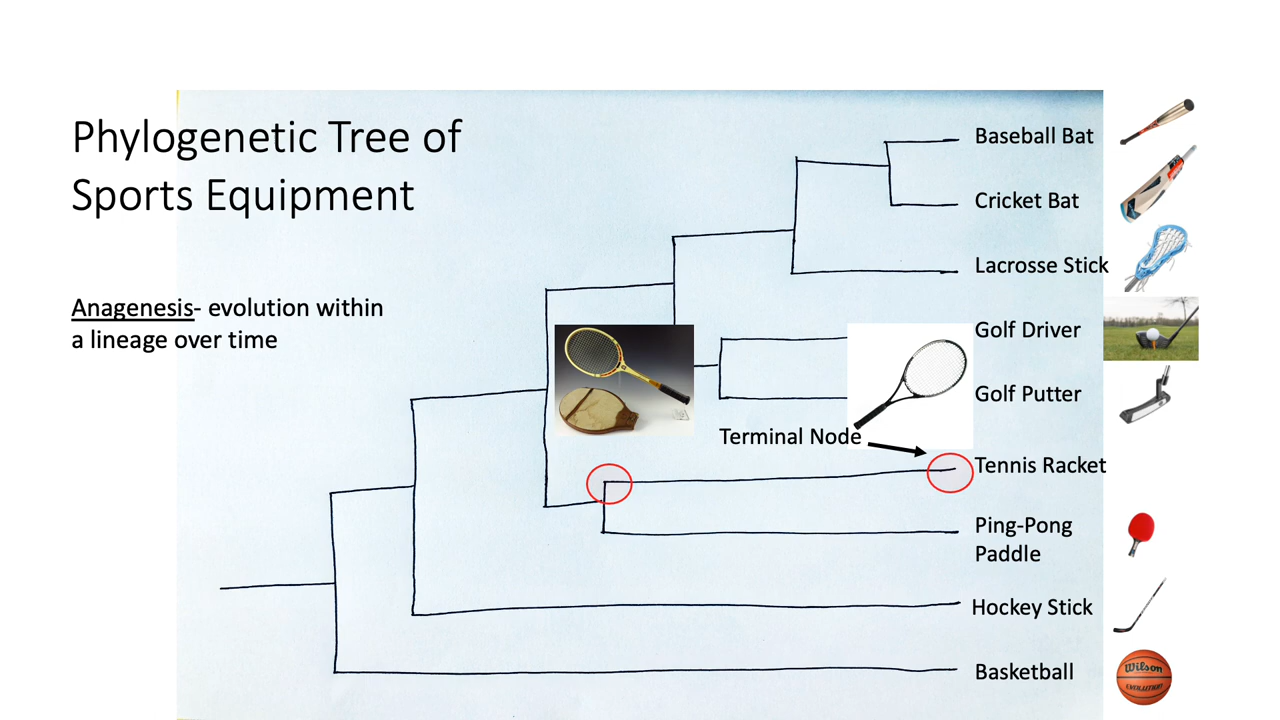 Phylogenetic Tree of
Sports Equipment
Anagenesis- evolution within
a lineage over time
Baseball Bat
Cricket Bat
Lacrosse Stick
Golf Driver
Golf Putter
Terminal Node
Tennis Racket
Ping-Pong
Paddle
Hockey Stick
Basketball
Wilson
EVOLUTION